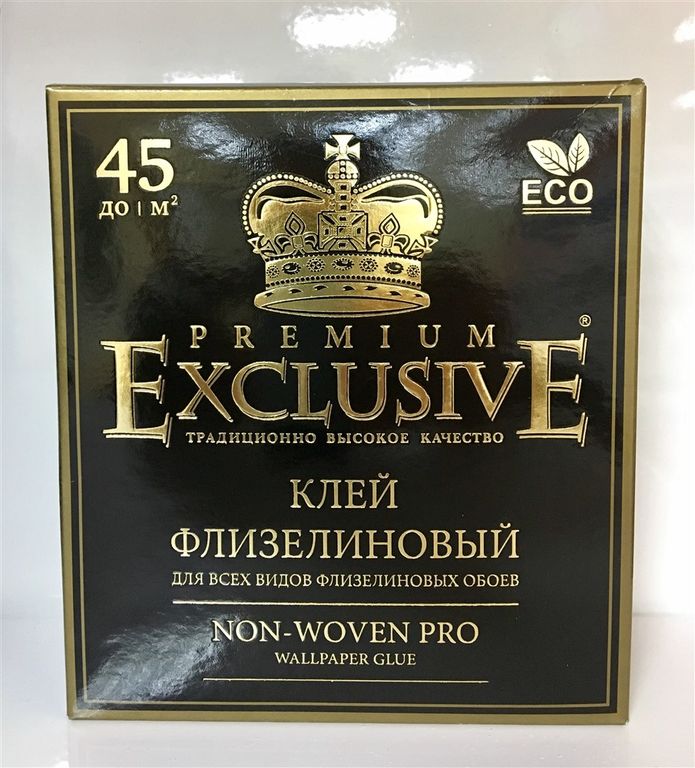 45
ДО | М²
ECO
PREMIUM
EXCLUSIVE®
ТРАДИЦИОННО ВЫСОКОЕ КАЧЕСТВО
КЛЕЙ
ФЛИЗЕЛИНОВЫЙ
ДЛЯ ВСЕХ ВИДОВ ФЛИЗЕЛИНОВЫХ ОБОЕВ
NON-WOVEN PRO
WALLPAPER GLUE